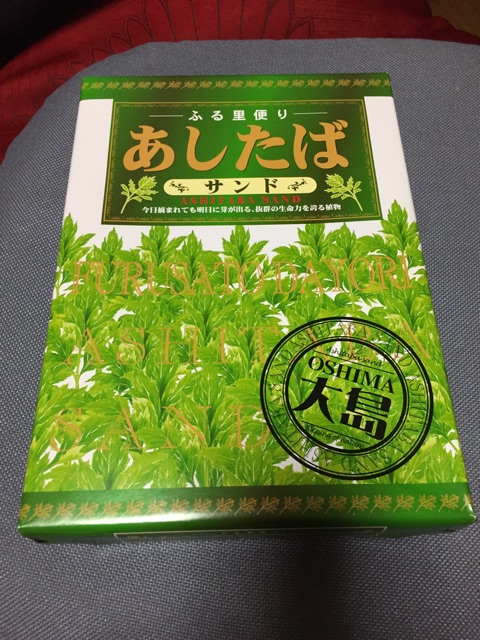 ふる里便り
あしたば
サンド
ASHITABA SAND
今日摘まれても明日に芽が出る、抜群の生命力を誇る植物
FURUSATO DAYORI
ASHITABA
SAND
OSHIMA
大島